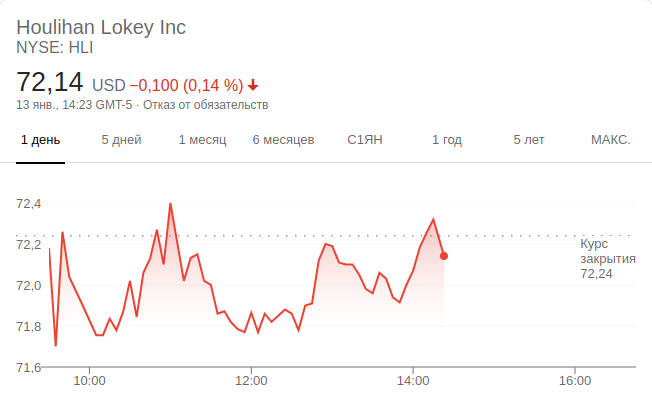 Houlihan Lokey Inc
NYSE: HLI
72,14 USD −0,100 (0,14 %)
13 янв., 14:23 GMT-5 · Отказ от обязательств
1 день 5 дней 1 месяц 6 месяцев С1ЯН 1 год 5 лет МАКС.
72,4
72,2
72,0
71,8
71,6
Курс
закрытия
72,24
10:00 12:00 14:00 16:00